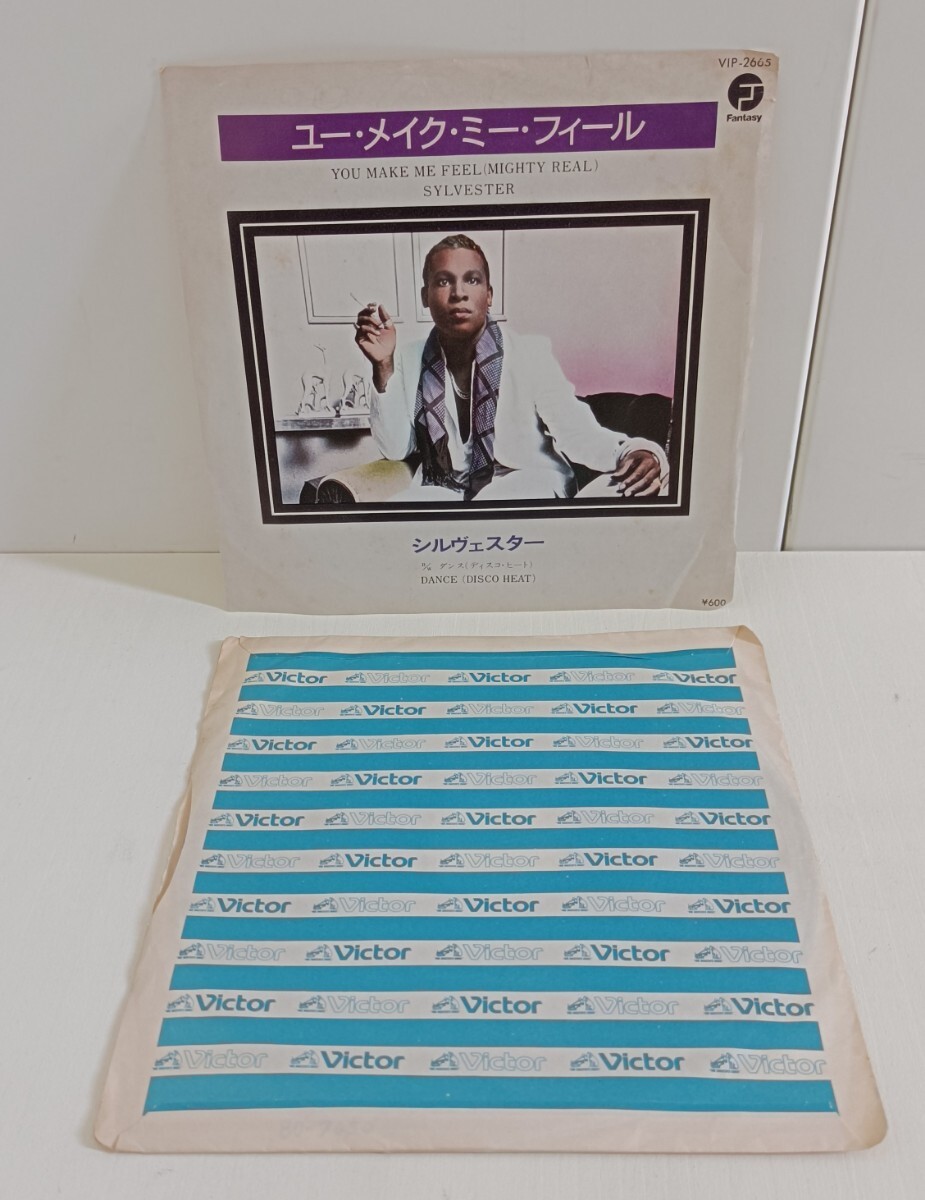 VIP-2665
Fantasy
ユー・メイク・ミー・フィール
YOU MAKE ME FEEL(MIGHTY REAL)
SYLVESTER
シルヴェスター
ダンス(ディスコ・ヒート)
DANCE (DISCO HEAT)
¥600
Victor Victor Victor Victor Victor
Victor Victor Victor Victor Victor
Victor Victor Victor Victor Victor
Victor Victor Victor Victor Victor
Victor Victor Victor Victor Victor
Victor Victor Victor Victor Victor
Victor Victor Victor Victor Victor
Victor Victor Victor Victor Victor
Victor Victor Victor Victor Victor
Victor Victor Victor Victor Victor